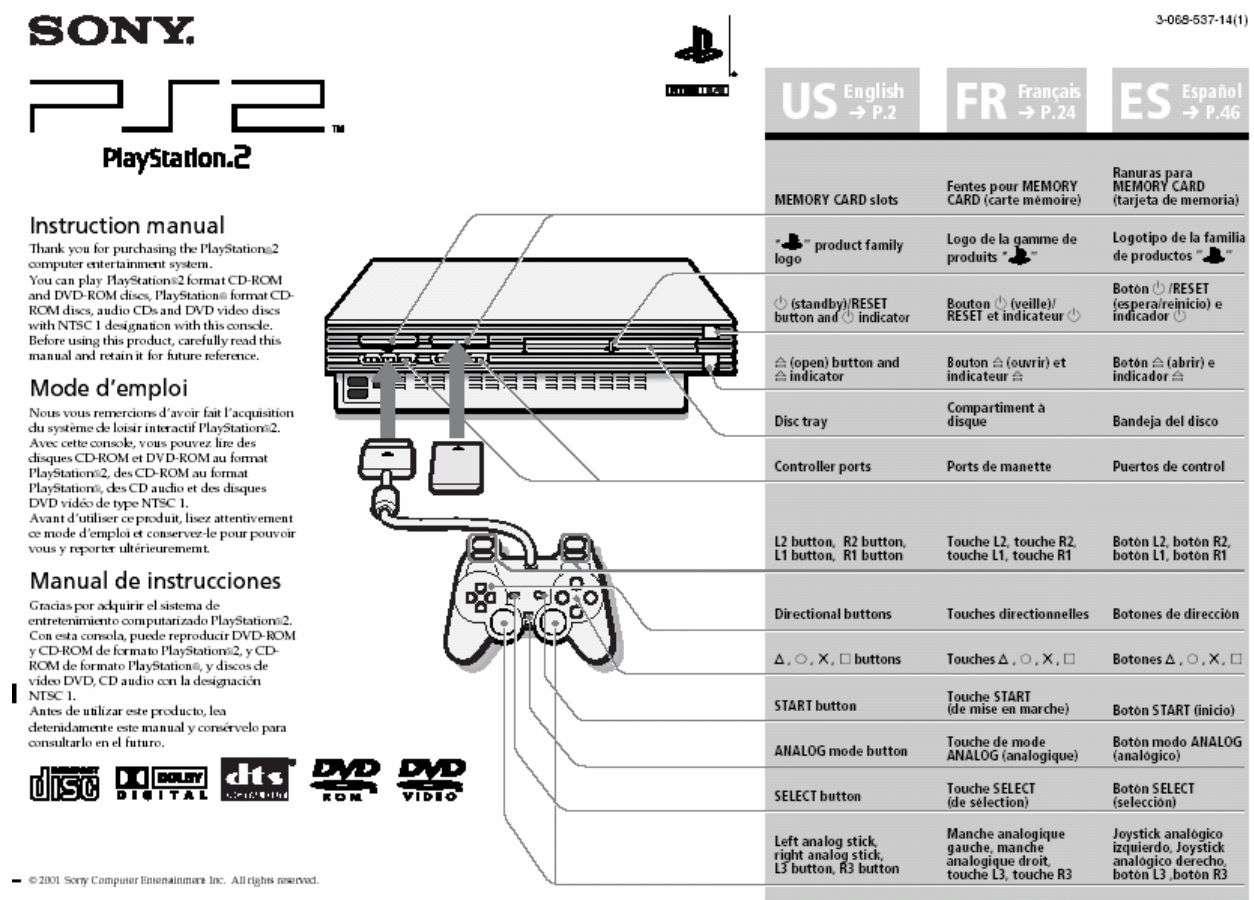 SONY.
3-068-537-14(1)
PlayStation.2
TM
Instruction manual
Thank you for purchasing the PlayStation®2
computer entertainment system.
You can play PlayStation®2 format CD-ROM
and DVD-ROM discs, PlayStation® format CD-
ROM discs, audio CDs and DVD video discs
with NTSC 1 designation with this console.
Before using this product, carefully read this
manual and retain it for future reference.
Mode d'emploi
Nous vous remercions d'avoir fait l'acquisition
du système de loisir interactif PlayStation®2.
Avec cette console, vous pouvez lire des
disques CD-ROM et DVD-ROM au format
PlayStation®2, des CD-ROM au format
PlayStation®, des CD audio et des disques
DVD vidéo de type NTSC 1.
Avant d'utiliser ce produit, lisez attentivement
ce mode d'emploi et conservez-le pour pouvoir
vous y reporter ultérieurememt.
Manual de instrucciones
Gracias por adquirir el sistema de
entretenimiento computarizado PlayStation®2.
Con esta consola, puede reproducir DVD-ROM
y CD-ROM de formato PlayStation®2, y CD-
ROM de formato PlayStation®, y discos de
vídeo DVD, CD audio con la designación
NTSC 1.
Antes de utilizar este producto, lea
detenidamente este manual y consérvelo para
consultarlo en el futuro.
disc
DOLBY
DIGITAL
dts
DVD
ROM
DVD
VIDEO
© 2001 Sony Computer Entertainment Inc. All rights reserved.
US English → P.2
FR Français → P.24
ES Español → P.46
MEMORY CARD slots
Fentes pour MEMORY
CARD (carte mémoire)
Ranuras para
MEMORY CARD
(tarjeta de memoria)
" " product family
logo
Logo de la gamme de
produits " "
Logotipo de la familia
de productos " "
⏻ (standby)/RESET
button and ⏻ indicator
Bouton ⏻ (veille)/
RESET et indicateur ⏻
Botón ⏻ /RESET
(espera/reinicio) e
indicador ⏻
≙ (open) button and
≙ indicator
Bouton ≙ (ouvrir) et
indicateur ≙
Botón ≙ (abrir) e
indicador ≙
Disc tray
Compartiment à
disque
Bandeja del disco
Controller ports
Ports de manette
Puertos de control
L2 button, R2 button,
L1 button, R1 button
Touche L2, touche R2,
touche L1, touche R1
Botón L2, botón R2,
botón L1, botón R1
Directional buttons
Touches directionnelles
Botones de dirección
△, ○, ✕, □ buttons
Touches △, ○, ✕, □
Botones △, ○, ✕, □
START button
Touche START
(de mise en marche)
Botón START (inicio)
ANALOG mode button
Touche de mode
ANALOG (analogique)
Botón modo ANALOG
(analógico)
SELECT button
Touche SELECT
(de sélection)
Botón SELECT
(selección)
Left analog stick,
right analog stick,
L3 button, R3 button
Manche analogique
gauche, manche
analogique droit,
touche L3, touche R3
Joystick analógico
izquierdo, Joystick
analógico derecho,
botón L3 ,botón R3